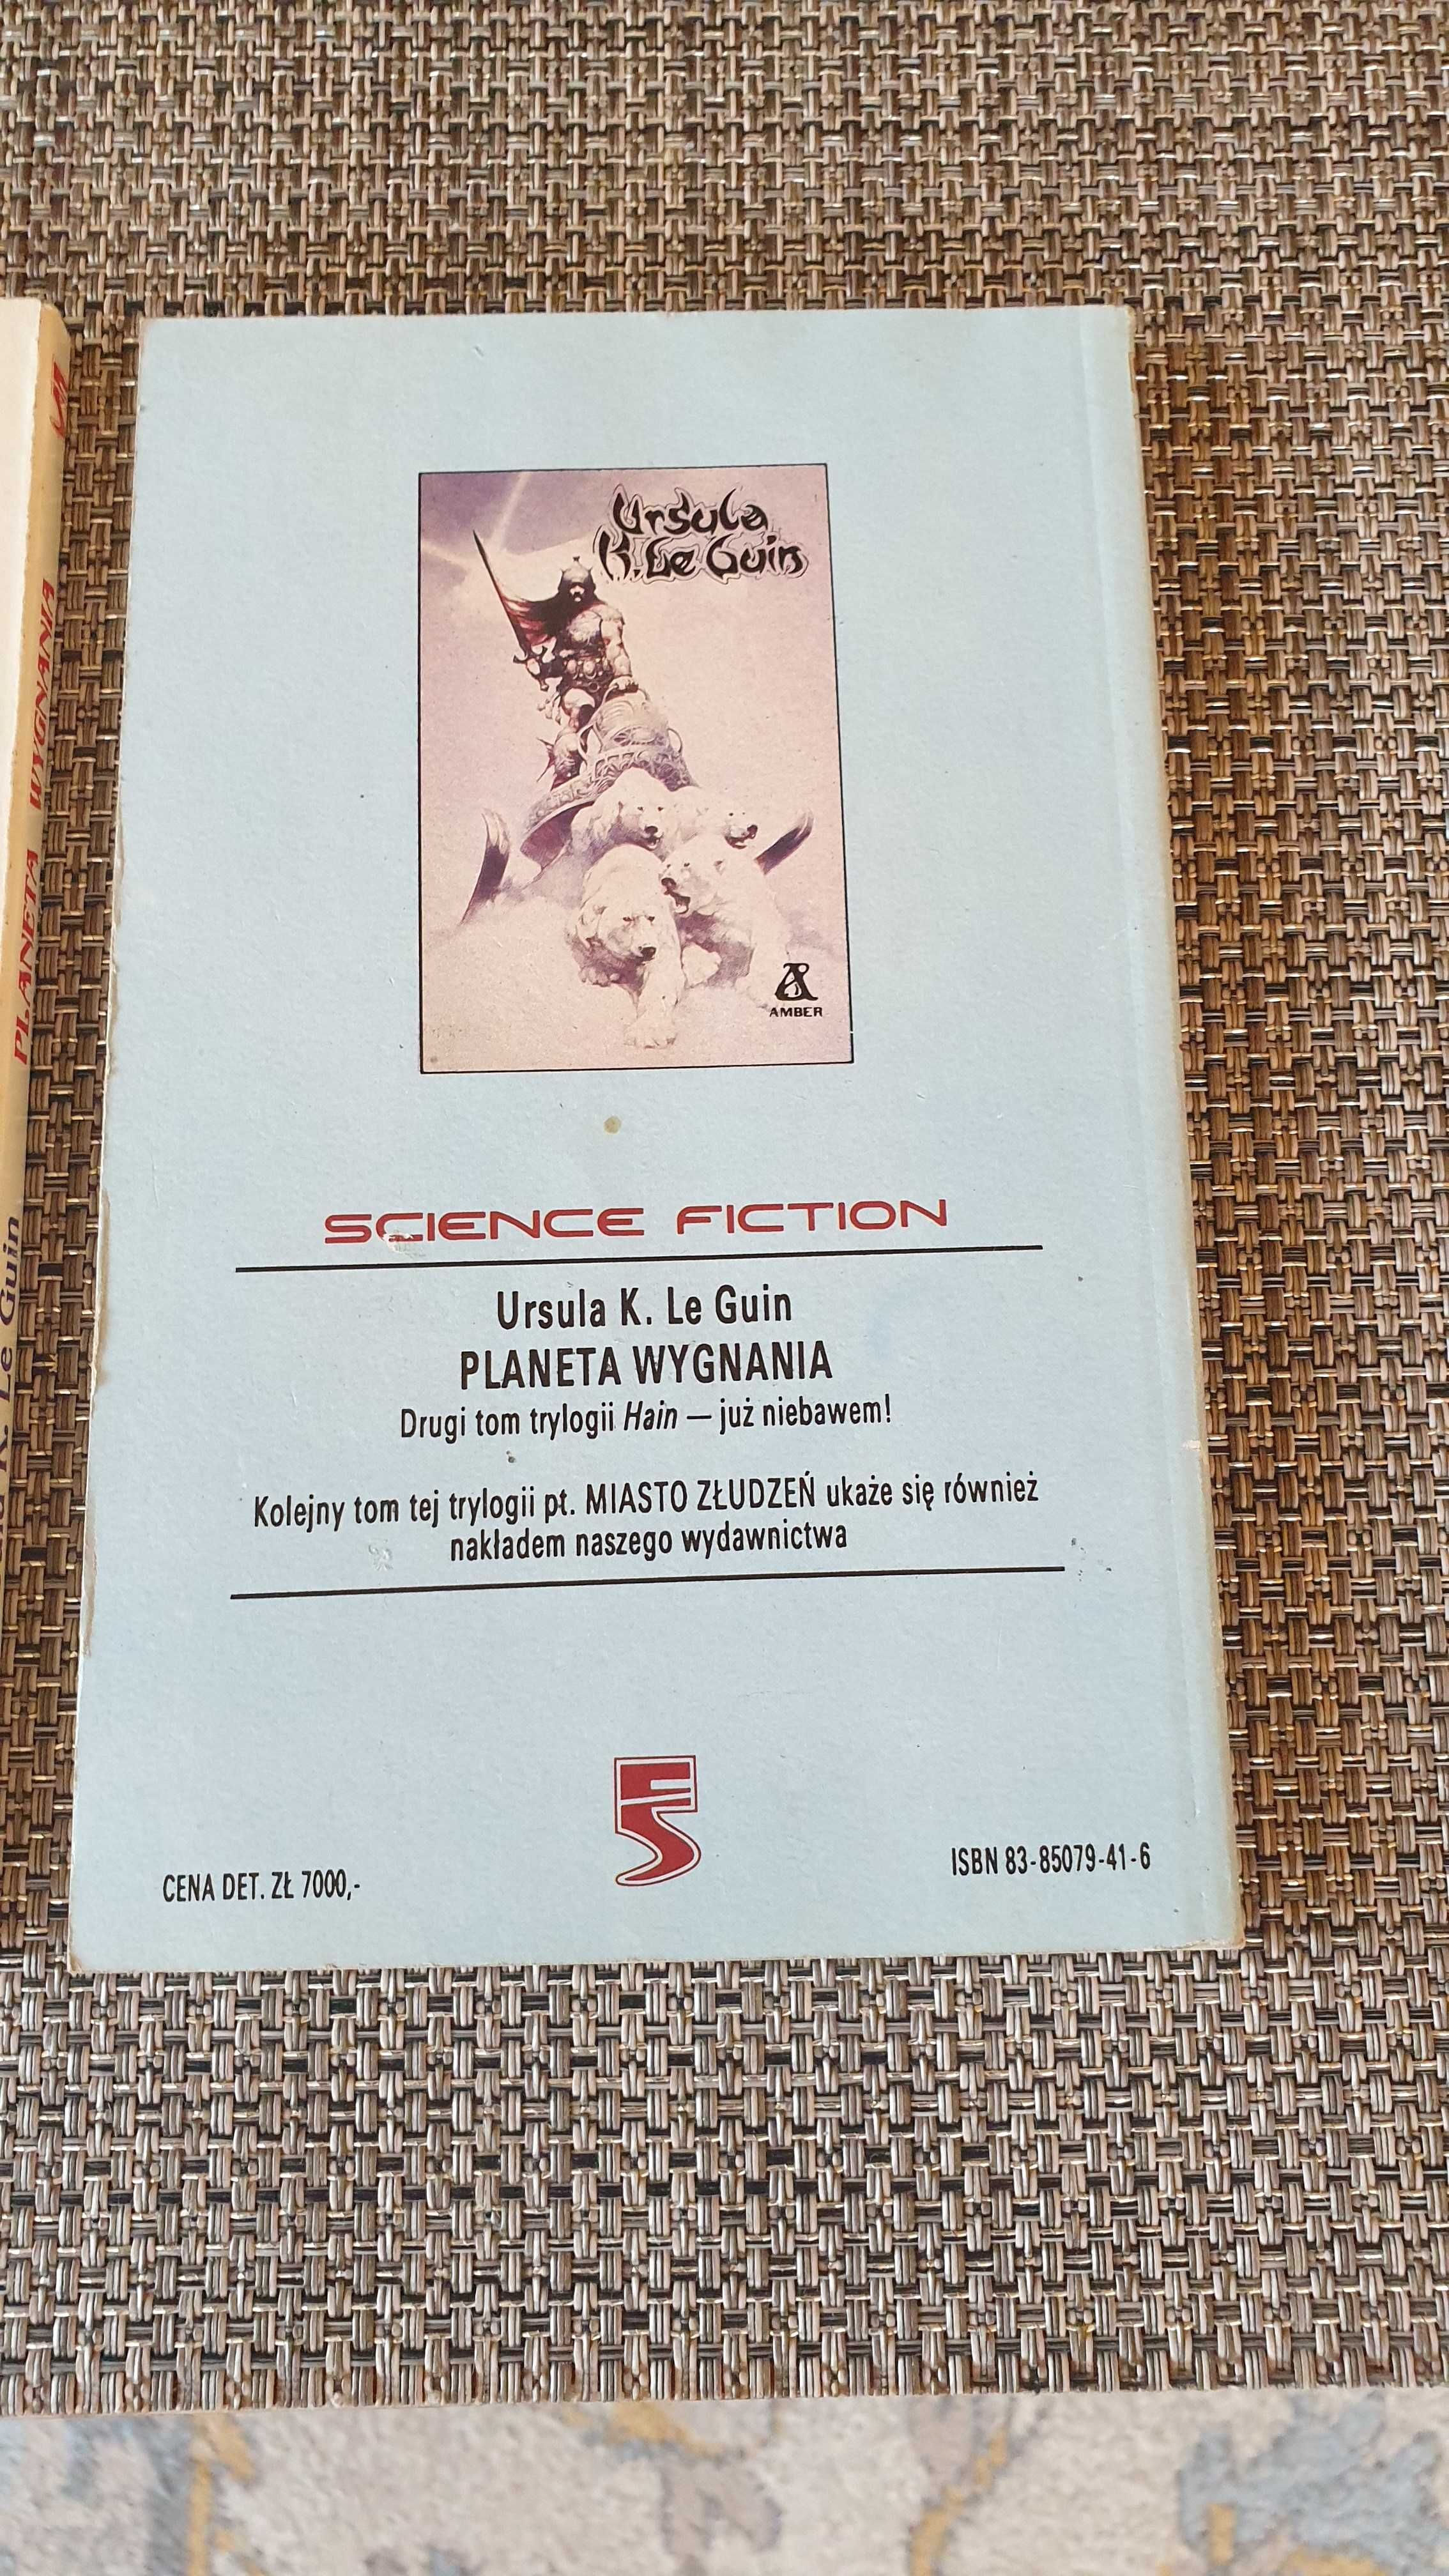 Ursula
K. Le Guin
AMBER
SCIENCE FICTION
Ursula K. Le Guin
PLANETA WYGNANIA
Drugi tom trylogii Hain — już niebawem!
Kolejny tom tej trylogii pt. MIASTO ZŁUDZEŃ ukaże się również
nakładem naszego wydawnictwa
CENA DET. ZŁ 7000,-
ISBN 83-85079-41-6
PLANETA WYGNANIA
K. Le Guin